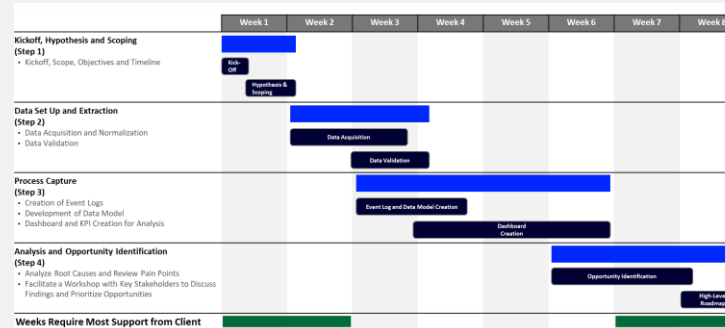 Week 1 Week 2 Week 3 Week 4 Week 5 Week 6 Week 7 Week 8
Kickoff, Hypothesis and Scoping
(Step 1)
• Kickoff, Scope, Objectives and Timeline
Kick-
Off
Hypothesis &
Scoping
Data Set Up and Extraction
(Step 2)
• Data Acquisition and Normalization
• Data Validation
Data Acquisition
Data Validation
Process Capture
(Step 3)
• Creation of Event Logs
• Development of Data Model
• Dashboard and KPI Creation for Analysis
Event Log and Data Model Creation
Dashboard
Creation
Analysis and Opportunity Identification
(Step 4)
• Analyze Root Causes and Review Pain Points
• Facilitate a Workshop with Key Stakeholders to Discuss
Findings and Prioritize Opportunities
Opportunity Identification
High-Level
Roadmap
Weeks Require Most Support from Client